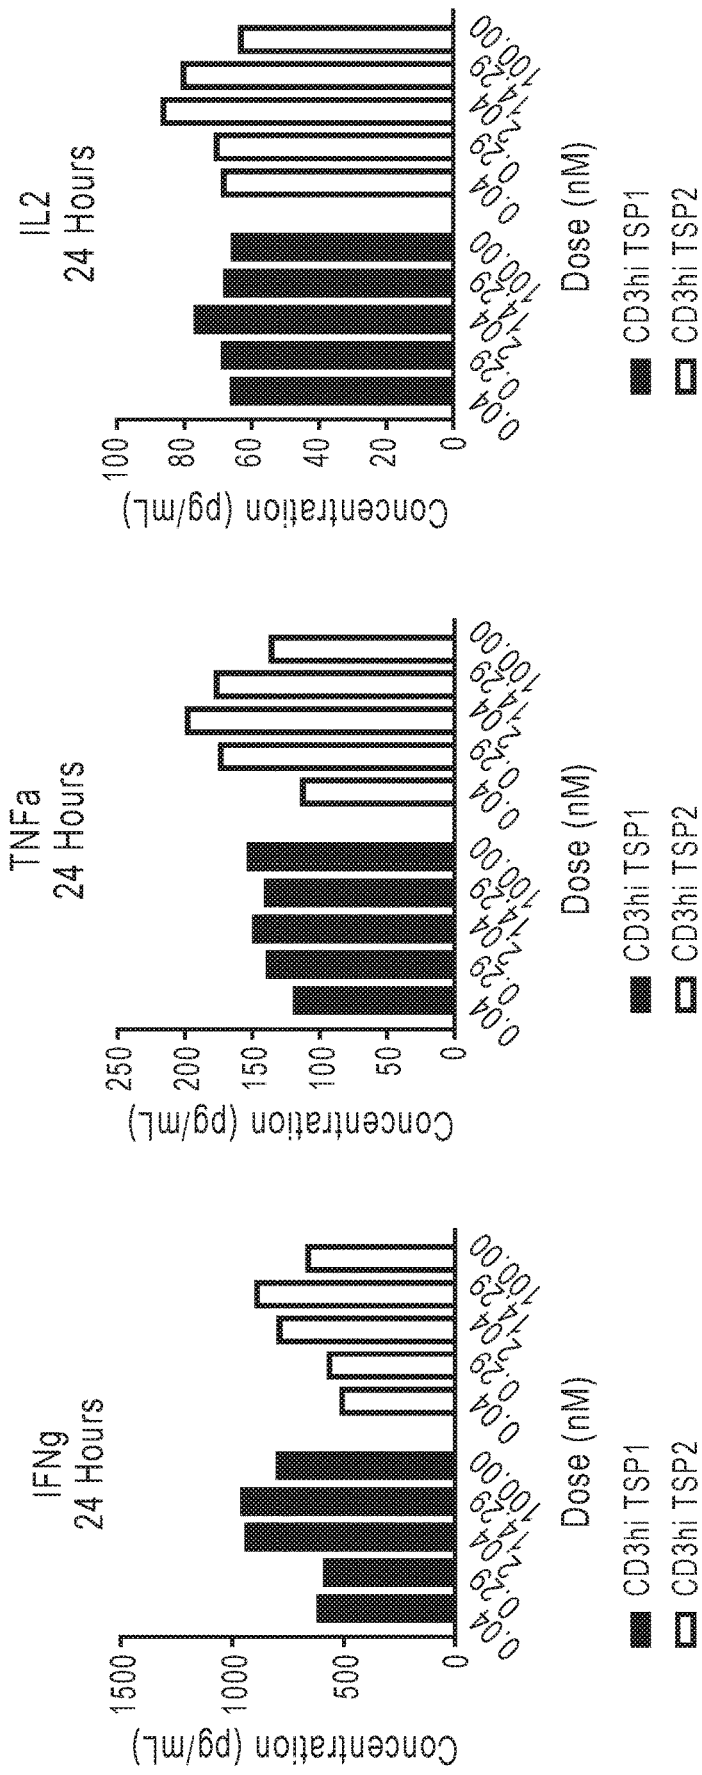 IFNg
24 Hours
Concentration (pg/mL)
1500
1000
500
0
0.04
0.29
2.04
14.29
100.00
0.04
0.29
2.04
14.29
100.00
Dose (nM)
CD3hi TSP1
CD3hi TSP2
TNFa
24 Hours
Concentration (pg/mL)
250
200
150
100
50
0
0.04
0.29
2.04
14.29
100.00
0.04
0.29
2.04
14.29
100.00
Dose (nM)
CD3hi TSP1
CD3hi TSP2
IL2
24 Hours
Concentration (pg/mL)
100
80
60
40
20
0
0.04
0.29
2.04
14.29
100.00
0.04
0.29
2.04
14.29
100.00
Dose (nM)
CD3hi TSP1
CD3hi TSP2